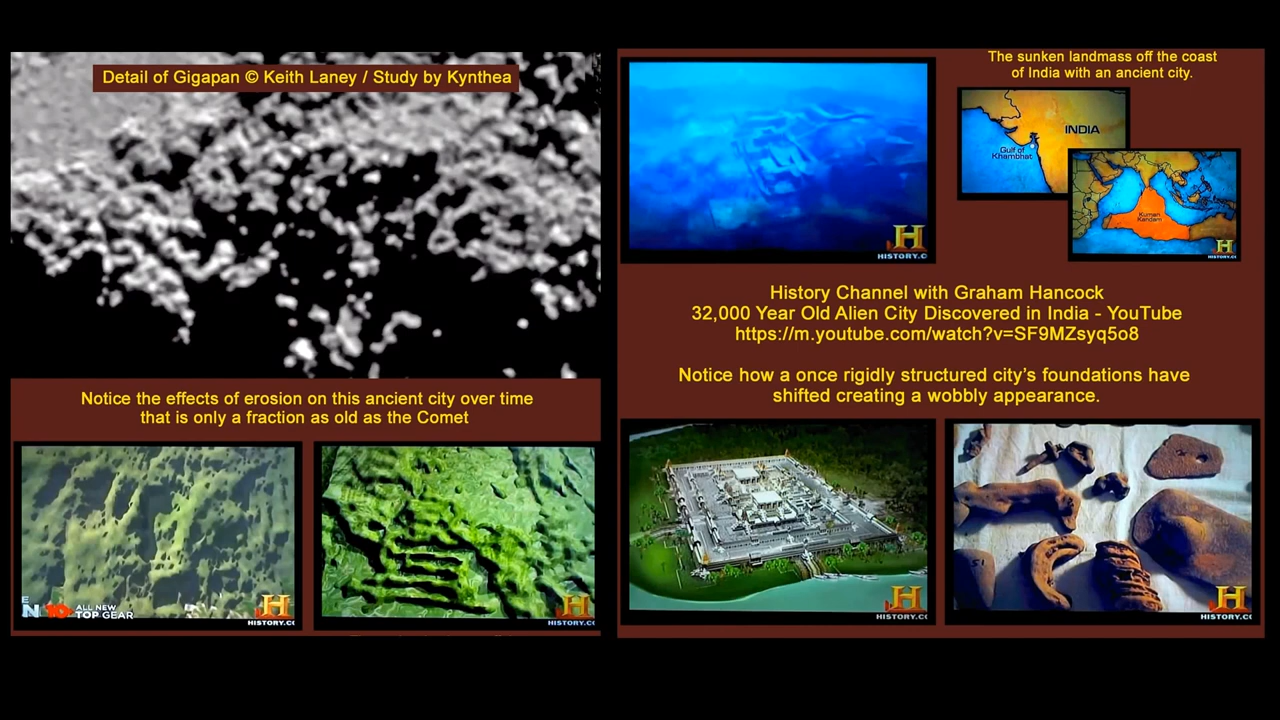 Detail of Gigapan © Keith Laney / Study by Kynthea
Notice the effects of erosion on this ancient city over time
that is only a fraction as old as the Comet
ALL NEW
TOP GEAR
H
HISTORY.C
H
HISTORY.C
The sunken landmass off the coast
of India with an ancient city.
INDIA
Gulf of
Khambhat
Kumari
Kandam
H
HISTORY.C
H
HISTORY.C
History Channel with Graham Hancock
32,000 Year Old Alien City Discovered in India - YouTube
https://m.youtube.com/watch?v=SF9MZsyq5o8
Notice how a once rigidly structured city's foundations have
shifted creating a wobbly appearance.
H
HISTORY.C
H
HISTORY.C